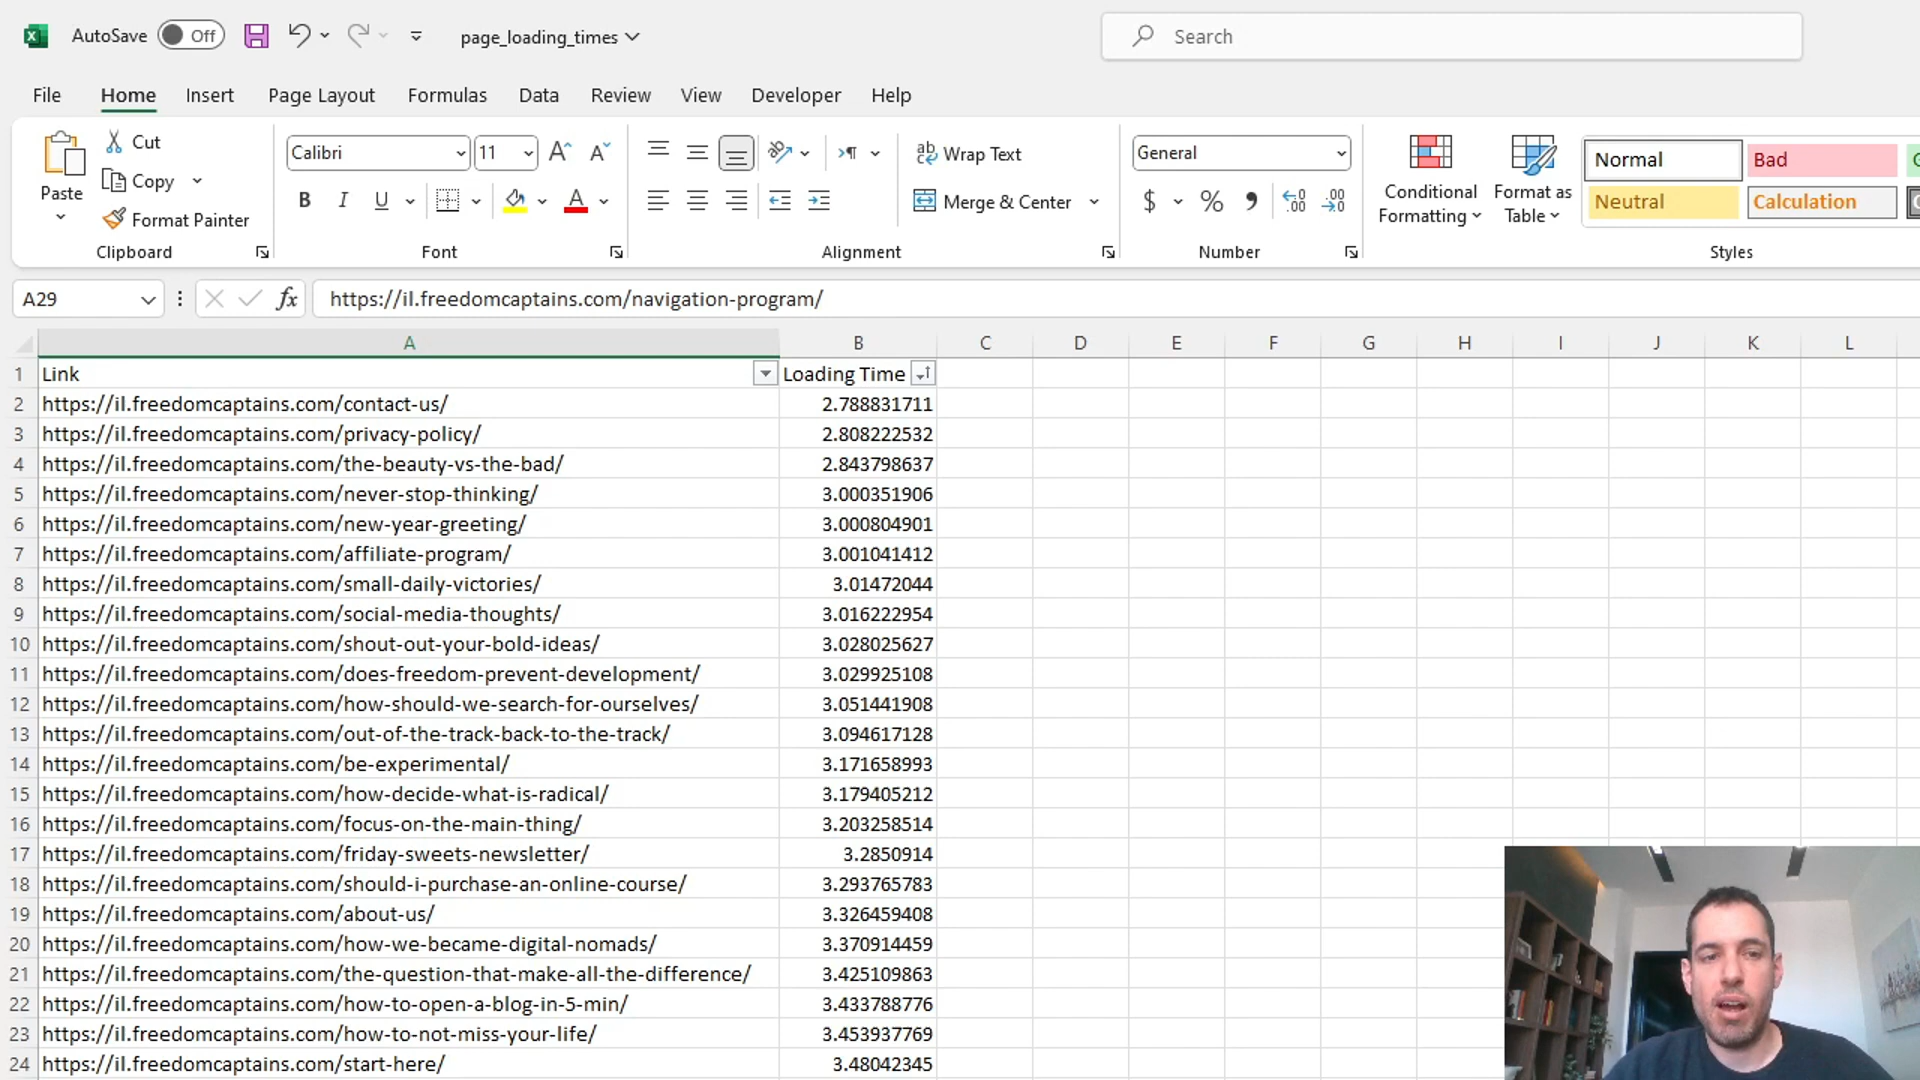 AutoSave Off page_loading_times Search
File Home Insert Page Layout Formulas Data Review View Developer Help
Paste Cut Copy Format Painter Clipboard
Calibri 11 B I U A Font
Wrap Text Merge & Center Alignment
General $ % Number
Conditional Formatting Format as Table Normal Bad Neutral Calculation Styles
A29 fx https://il.freedomcaptains.com/navigation-program/
A B C D E F G H I J K L
1 Link Loading Time
2 https://il.freedomcaptains.com/contact-us/ 2.788831711
3 https://il.freedomcaptains.com/privacy-policy/ 2.808222532
4 https://il.freedomcaptains.com/the-beauty-vs-the-bad/ 2.843798637
5 https://il.freedomcaptains.com/never-stop-thinking/ 3.000351906
6 https://il.freedomcaptains.com/new-year-greeting/ 3.000804901
7 https://il.freedomcaptains.com/affiliate-program/ 3.001041412
8 https://il.freedomcaptains.com/small-daily-victories/ 3.01472044
9 https://il.freedomcaptains.com/social-media-thoughts/ 3.016222954
10 https://il.freedomcaptains.com/shout-out-your-bold-ideas/ 3.028025627
11 https://il.freedomcaptains.com/does-freedom-prevent-development/ 3.029925108
12 https://il.freedomcaptains.com/how-should-we-search-for-ourselves/ 3.051441908
13 https://il.freedomcaptains.com/out-of-the-track-back-to-the-track/ 3.094617128
14 https://il.freedomcaptains.com/be-experimental/ 3.171658993
15 https://il.freedomcaptains.com/how-decide-what-is-radical/ 3.179405212
16 https://il.freedomcaptains.com/focus-on-the-main-thing/ 3.203258514
17 https://il.freedomcaptains.com/friday-sweets-newsletter/ 3.2850914
18 https://il.freedomcaptains.com/should-i-purchase-an-online-course/ 3.293765783
19 https://il.freedomcaptains.com/about-us/ 3.326459408
20 https://il.freedomcaptains.com/how-we-became-digital-nomads/ 3.370914459
21 https://il.freedomcaptains.com/the-question-that-make-all-the-difference/ 3.425109863
22 https://il.freedomcaptains.com/how-to-open-a-blog-in-5-min/ 3.433788776
23 https://il.freedomcaptains.com/how-to-not-miss-your-life/ 3.453937769
24 https://il.freedomcaptains.com/start-here/ 3.48042345